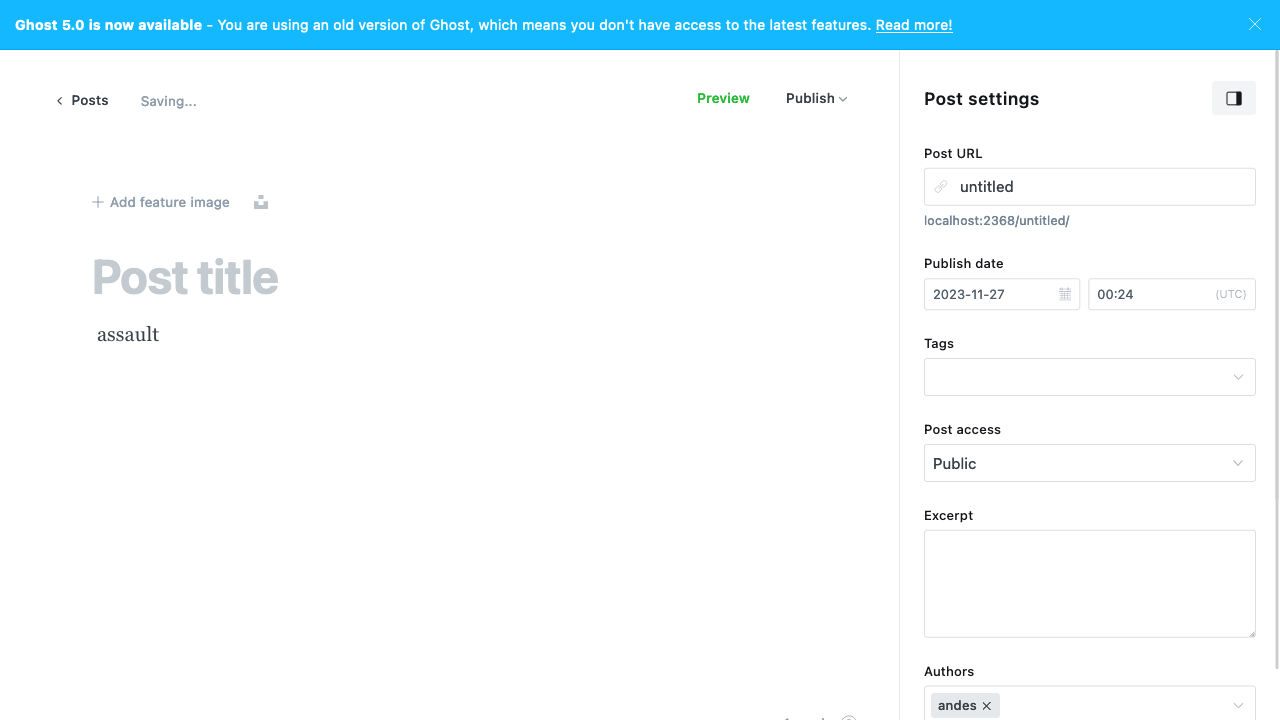 Ghost 5.0 is now available - You are using an old version of Ghost, which means you don't have access to the latest features. Read more!
Posts
Saving...
Preview
Publish
Add feature image
Post title
assault
Post settings
Post URL
untitled
localhost:2368/untitled/
Publish date
2023-11-27
00:24
(UTC)
Tags
Post access
Public
Excerpt
Authors
andes